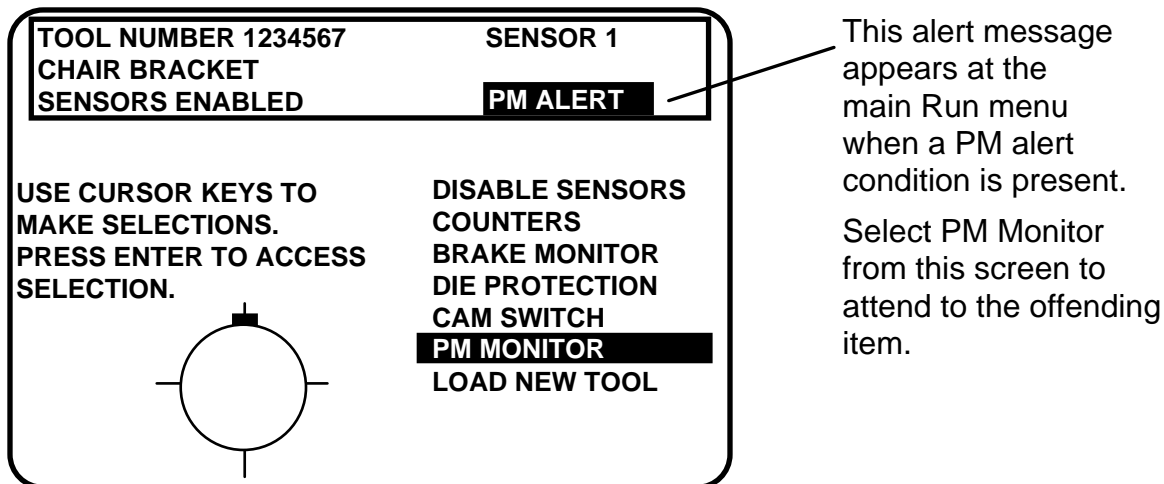 TOOL NUMBER 1234567 SENSOR 1
CHAIR BRACKET
SENSORS ENABLED PM ALERT
USE CURSOR KEYS TO
MAKE SELECTIONS.
PRESS ENTER TO ACCESS
SELECTION.
DISABLE SENSORS
COUNTERS
BRAKE MONITOR
DIE PROTECTION
CAM SWITCH
PM MONITOR
LOAD NEW TOOL
This alert message
appears at the
main Run menu
when a PM alert
condition is present.
Select PM Monitor
from this screen to
attend to the offending
item.